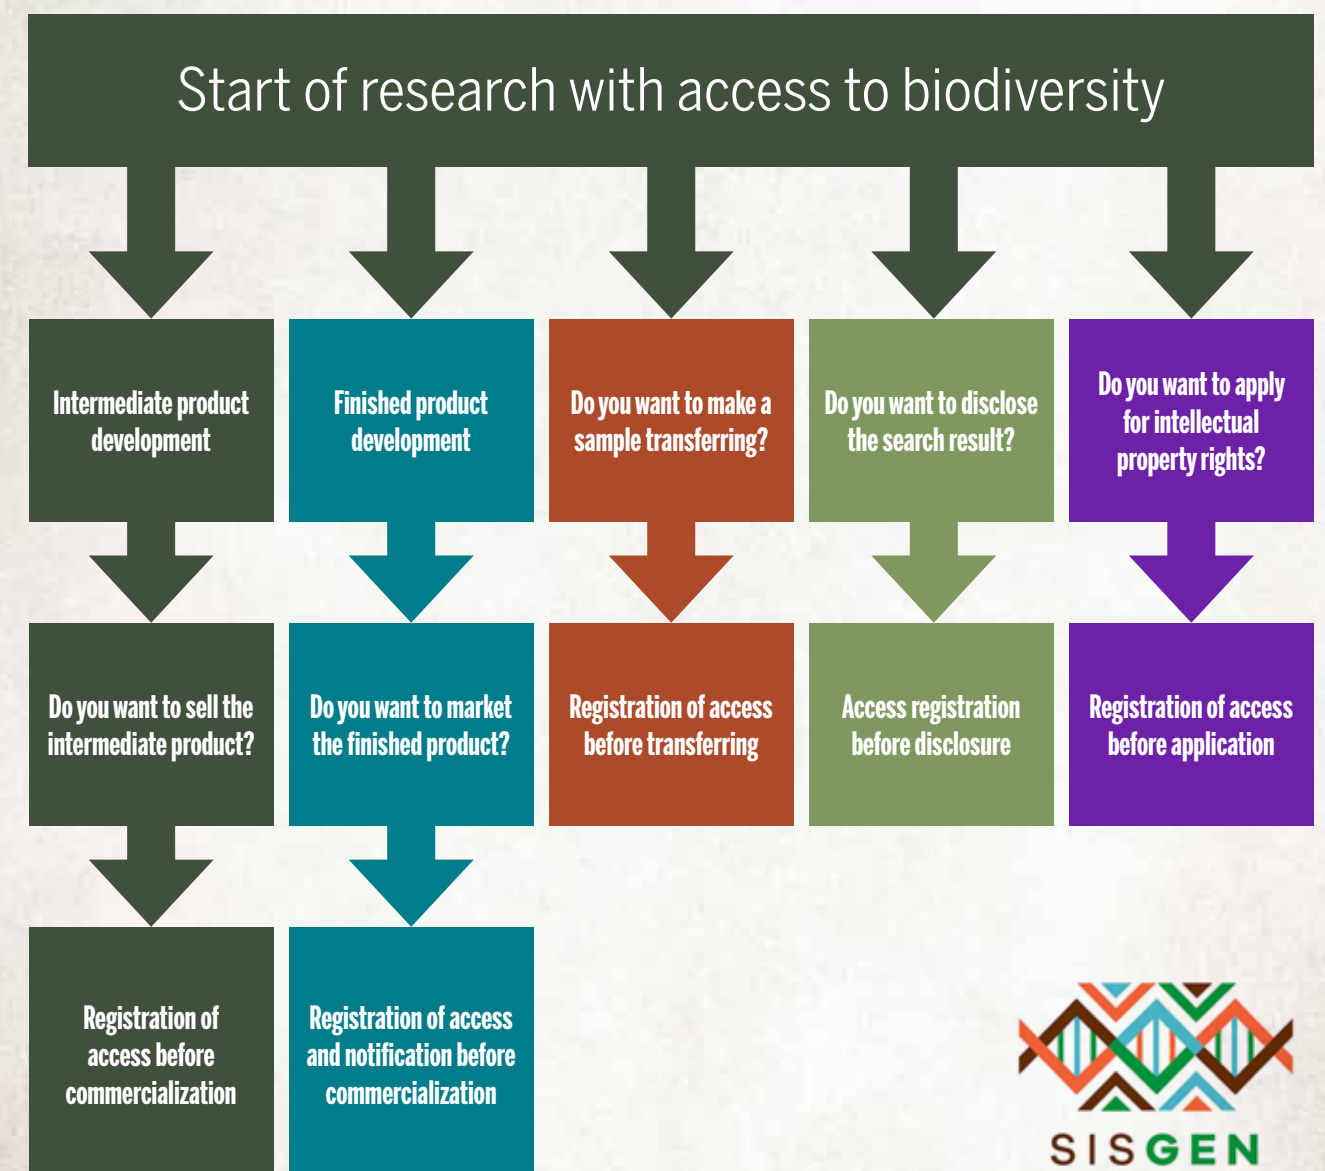 Start of research with access to biodiversity
Intermediate product
development
Finished product
development
Do you want to make a
sample transferring?
Do you want to disclose
the search result?
Do you want to apply
for intellectual
property rights?
Do you want to sell the
intermediate product?
Do you want to market
the finished product?
Registration of access
before transferring
Access registration
before disclosure
Registration of access
before application
Registration of
access before
commercialization
Registration of access
and notification before
commercialization
SISGEN